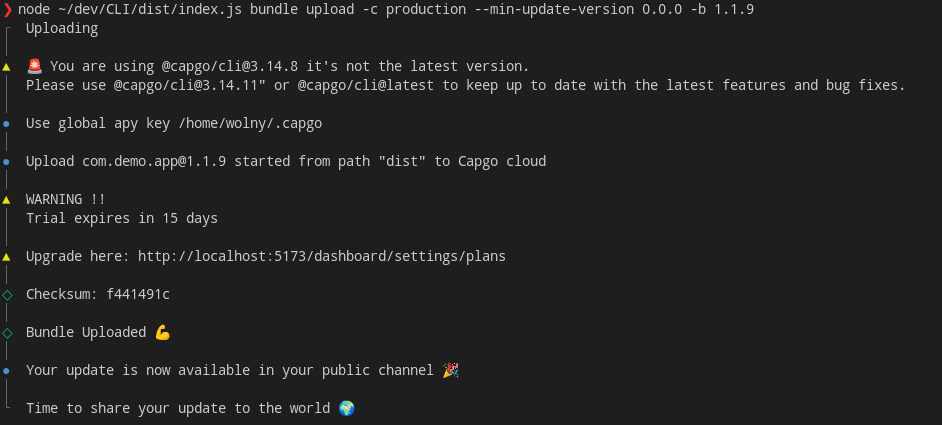 ❯ node ~/dev/CLI/dist/index.js bundle upload -c production --min-update-version 0.0.0 -b 1.1.9
Uploading
🚨 You are using @capgo/cli@3.14.8 it's not the latest version.
Please use @capgo/cli@3.14.11" or @capgo/cli@latest to keep up to date with the latest features and bug fixes.
Use global apy key /home/wolny/.capgo
Upload com.demo.app@1.1.9 started from path "dist" to Capgo cloud
WARNING !!
Trial expires in 15 days
Upgrade here: http://localhost:5173/dashboard/settings/plans
Checksum: f441491c
Bundle Uploaded 💪
Your update is now available in your public channel 🎉
Time to share your update to the world 🌍